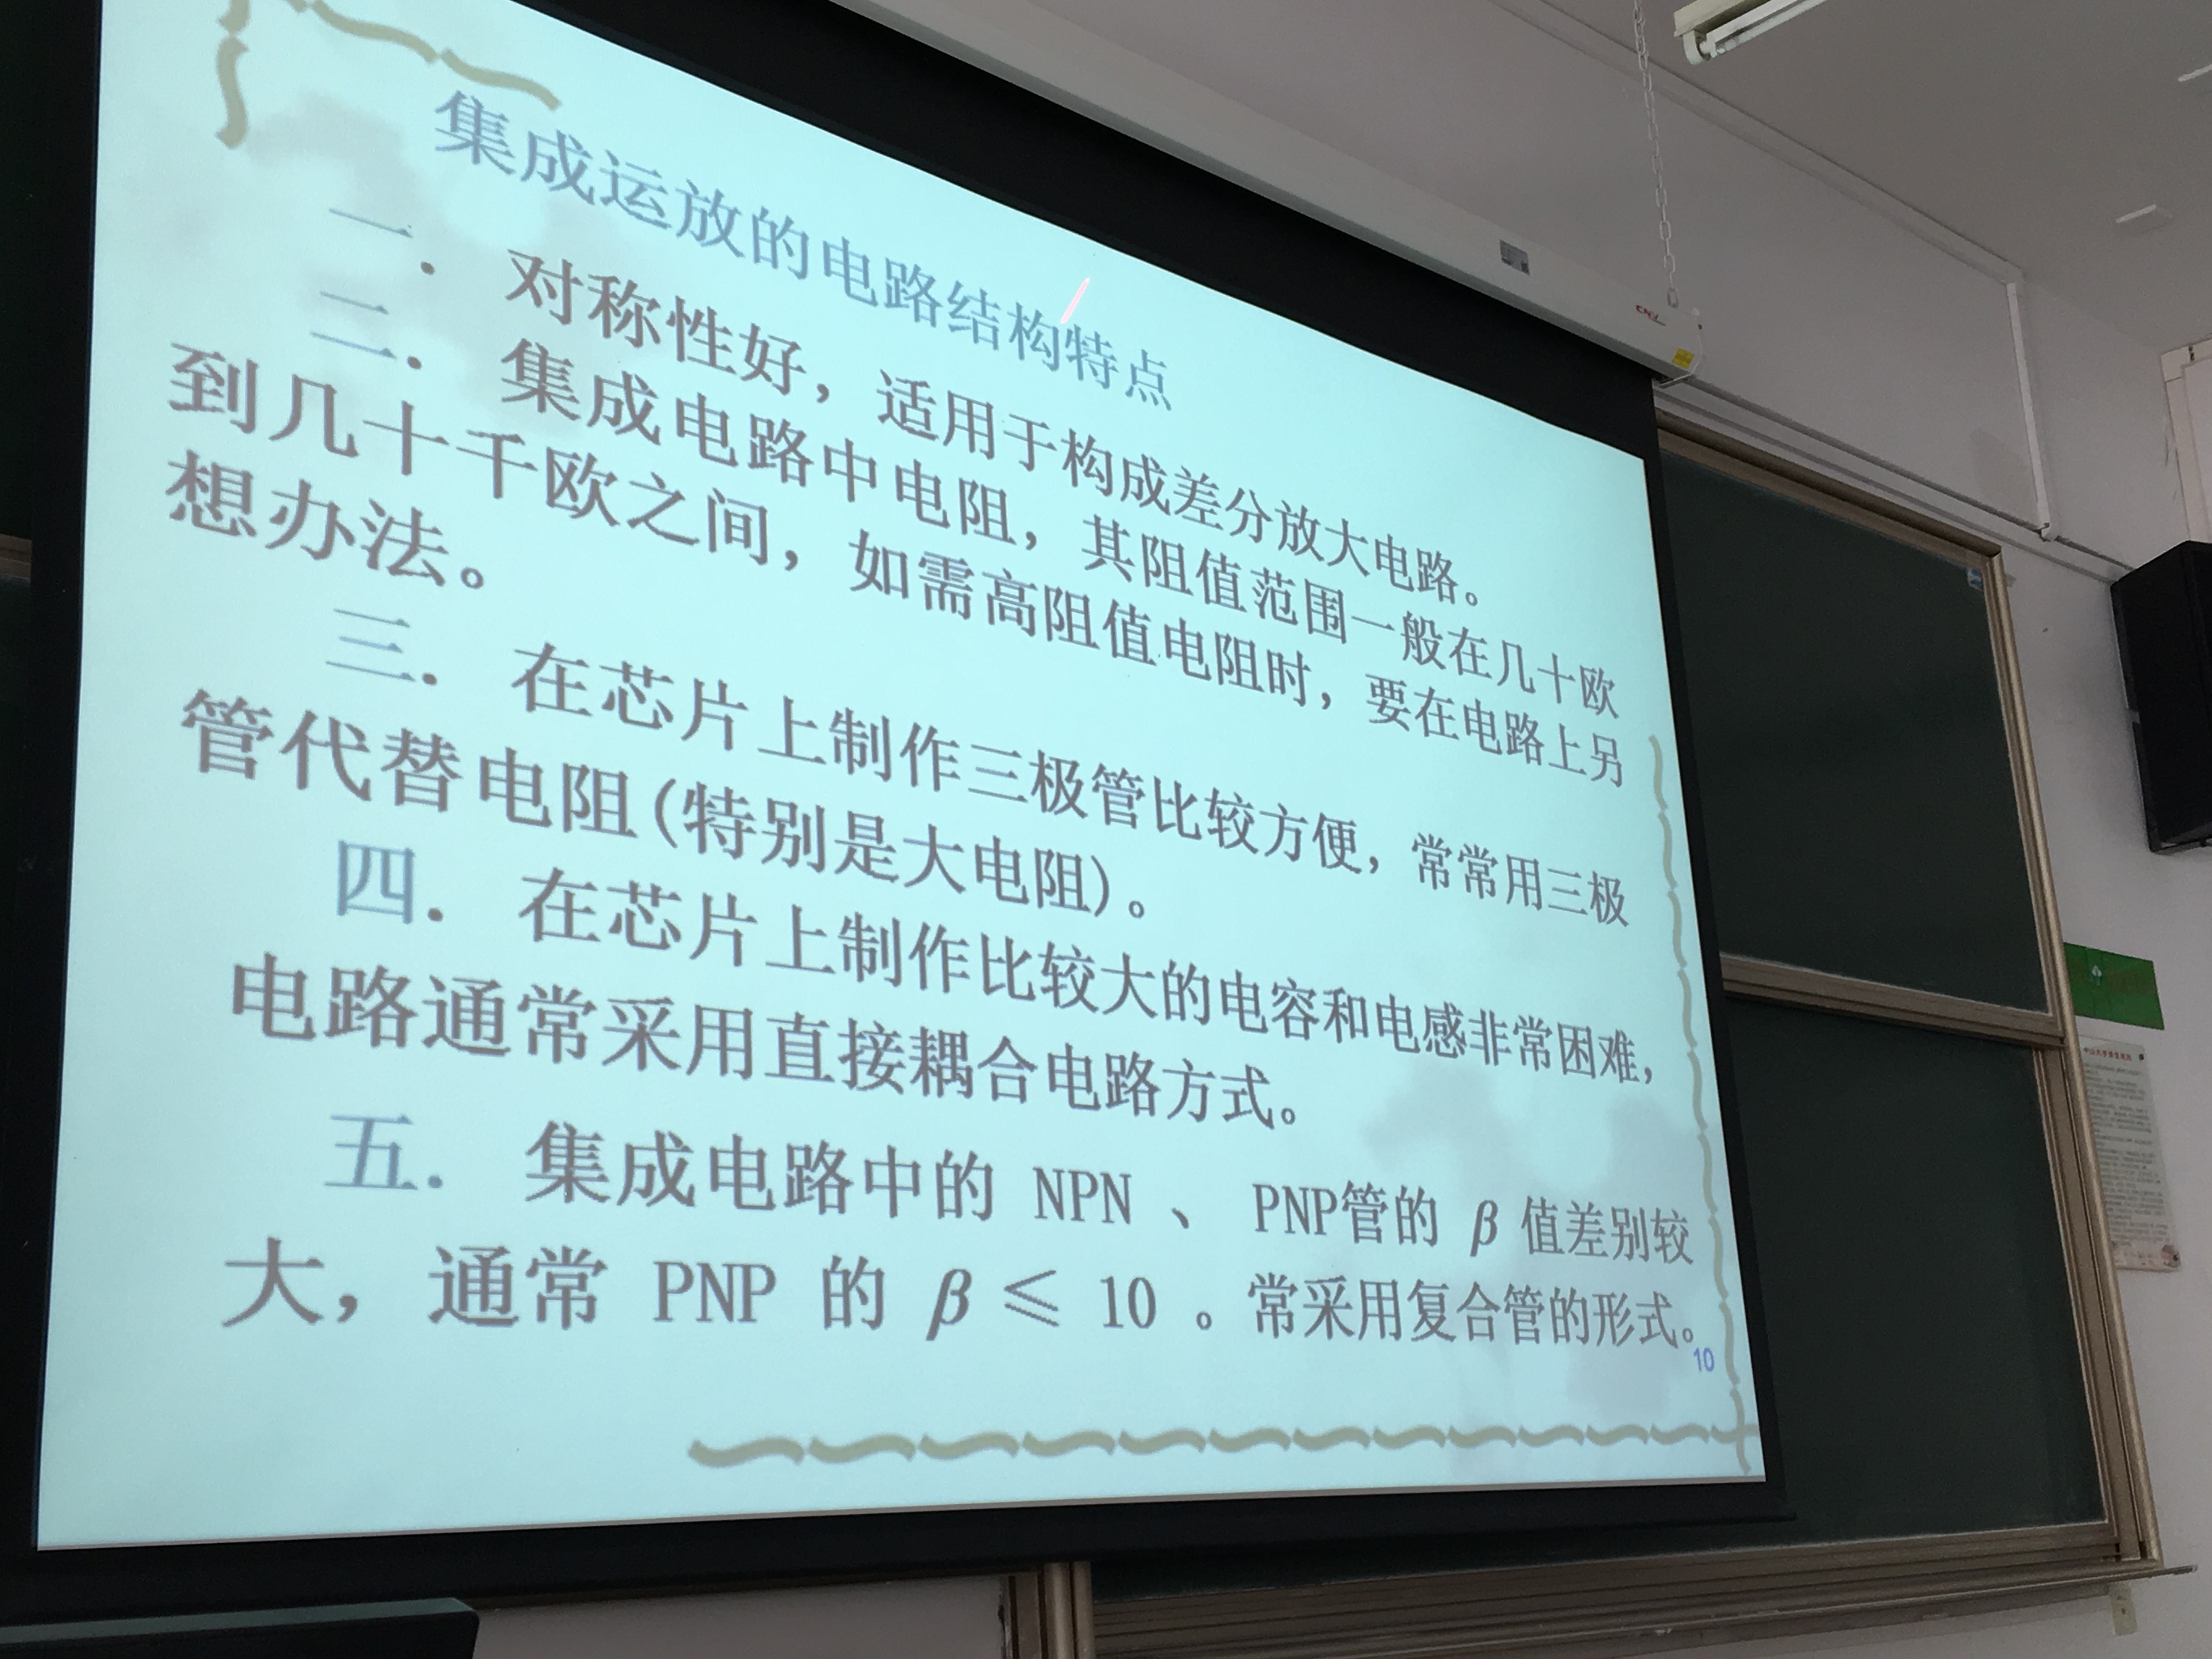 集成运放的电路结构特点
一. 对称性好，适用于构成差分放大电路。
二. 集成电路中电阻，其阻值范围一般在几十欧
到几十千欧之间，如需高阻值电阻时，要在电路上另
想办法。
三. 在芯片上制作三极管比较方便，常常用三极
管代替电阻(特别是大电阻)。
四. 在芯片上制作比较大的电容和电感非常困难，
电路通常采用直接耦合电路方式。
五. 集成电路中的 NPN 、 PNP管的 β 值差别较
大，通常 PNP 的 β ≤ 10 。常采用复合管的形式。
10